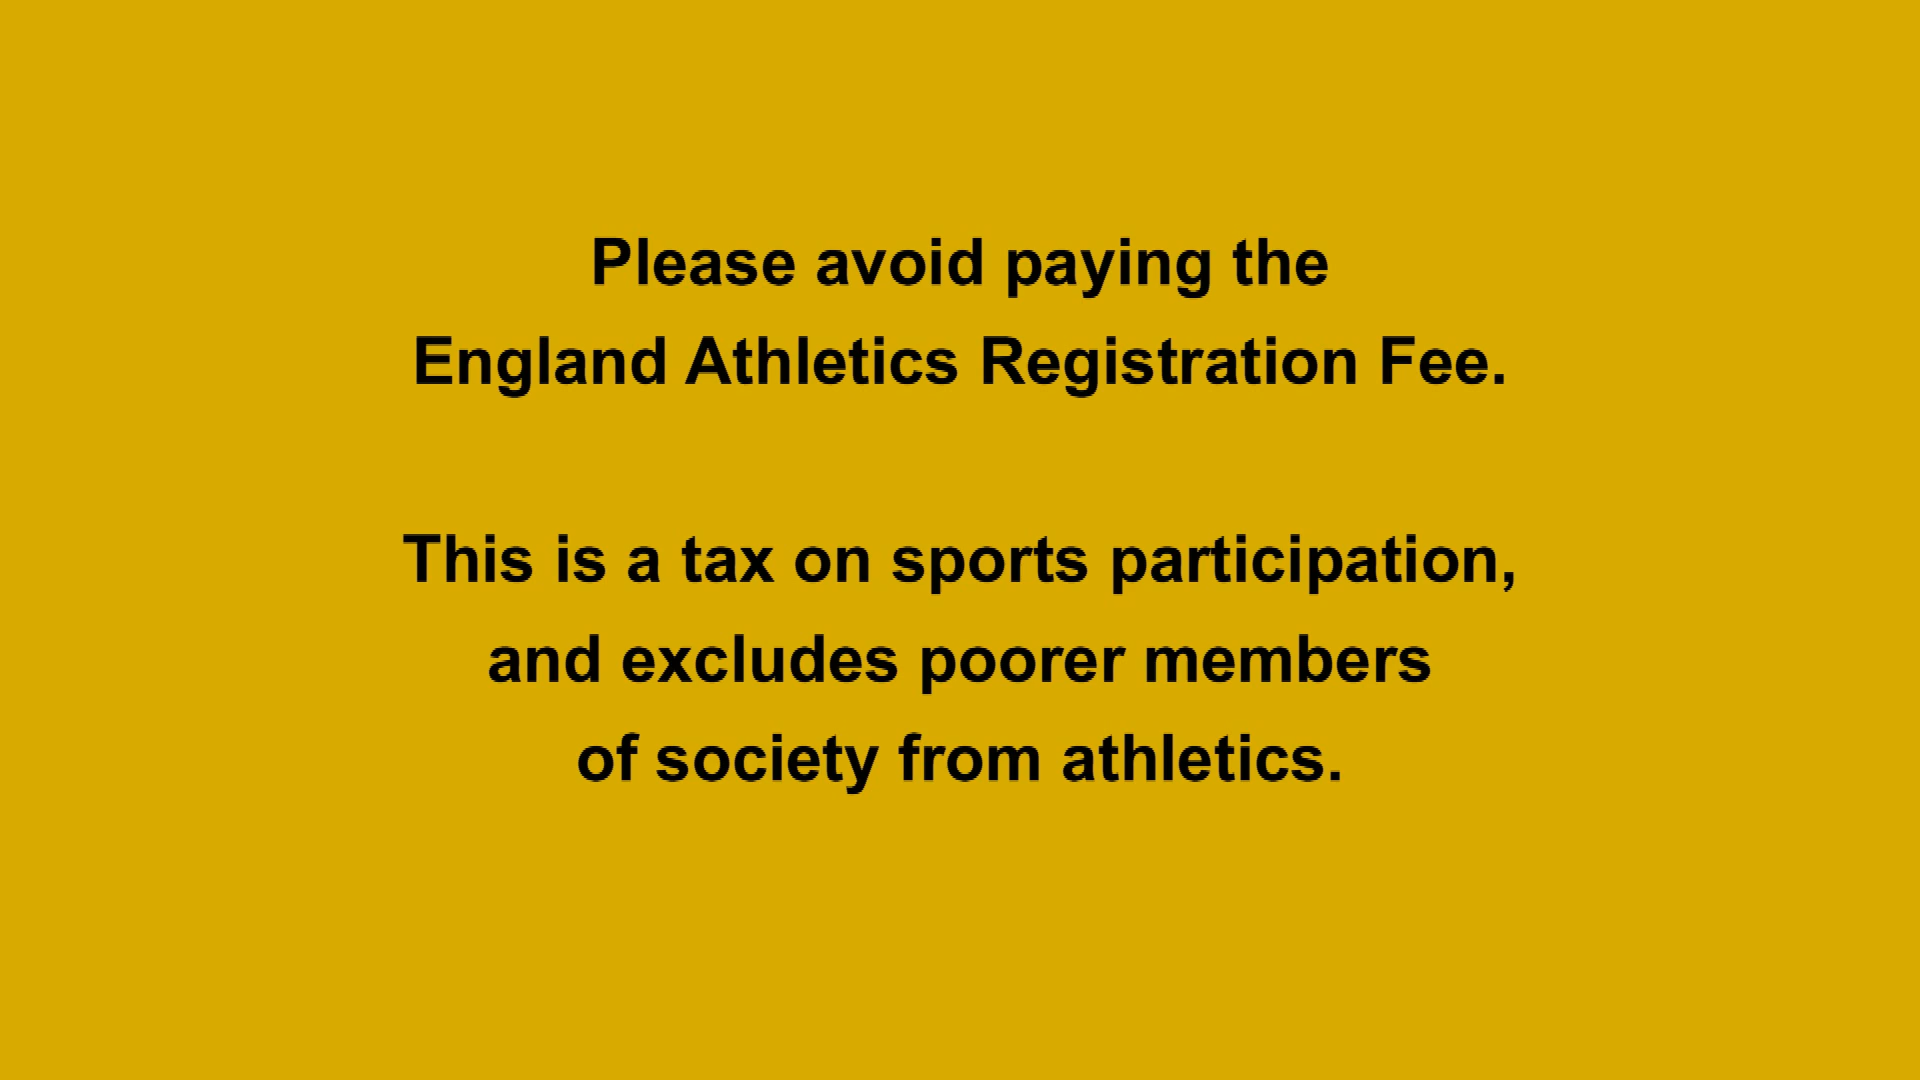 Please avoid paying the
England Athletics Registration Fee.
This is a tax on sports participation,
and excludes poorer members
of society from athletics.